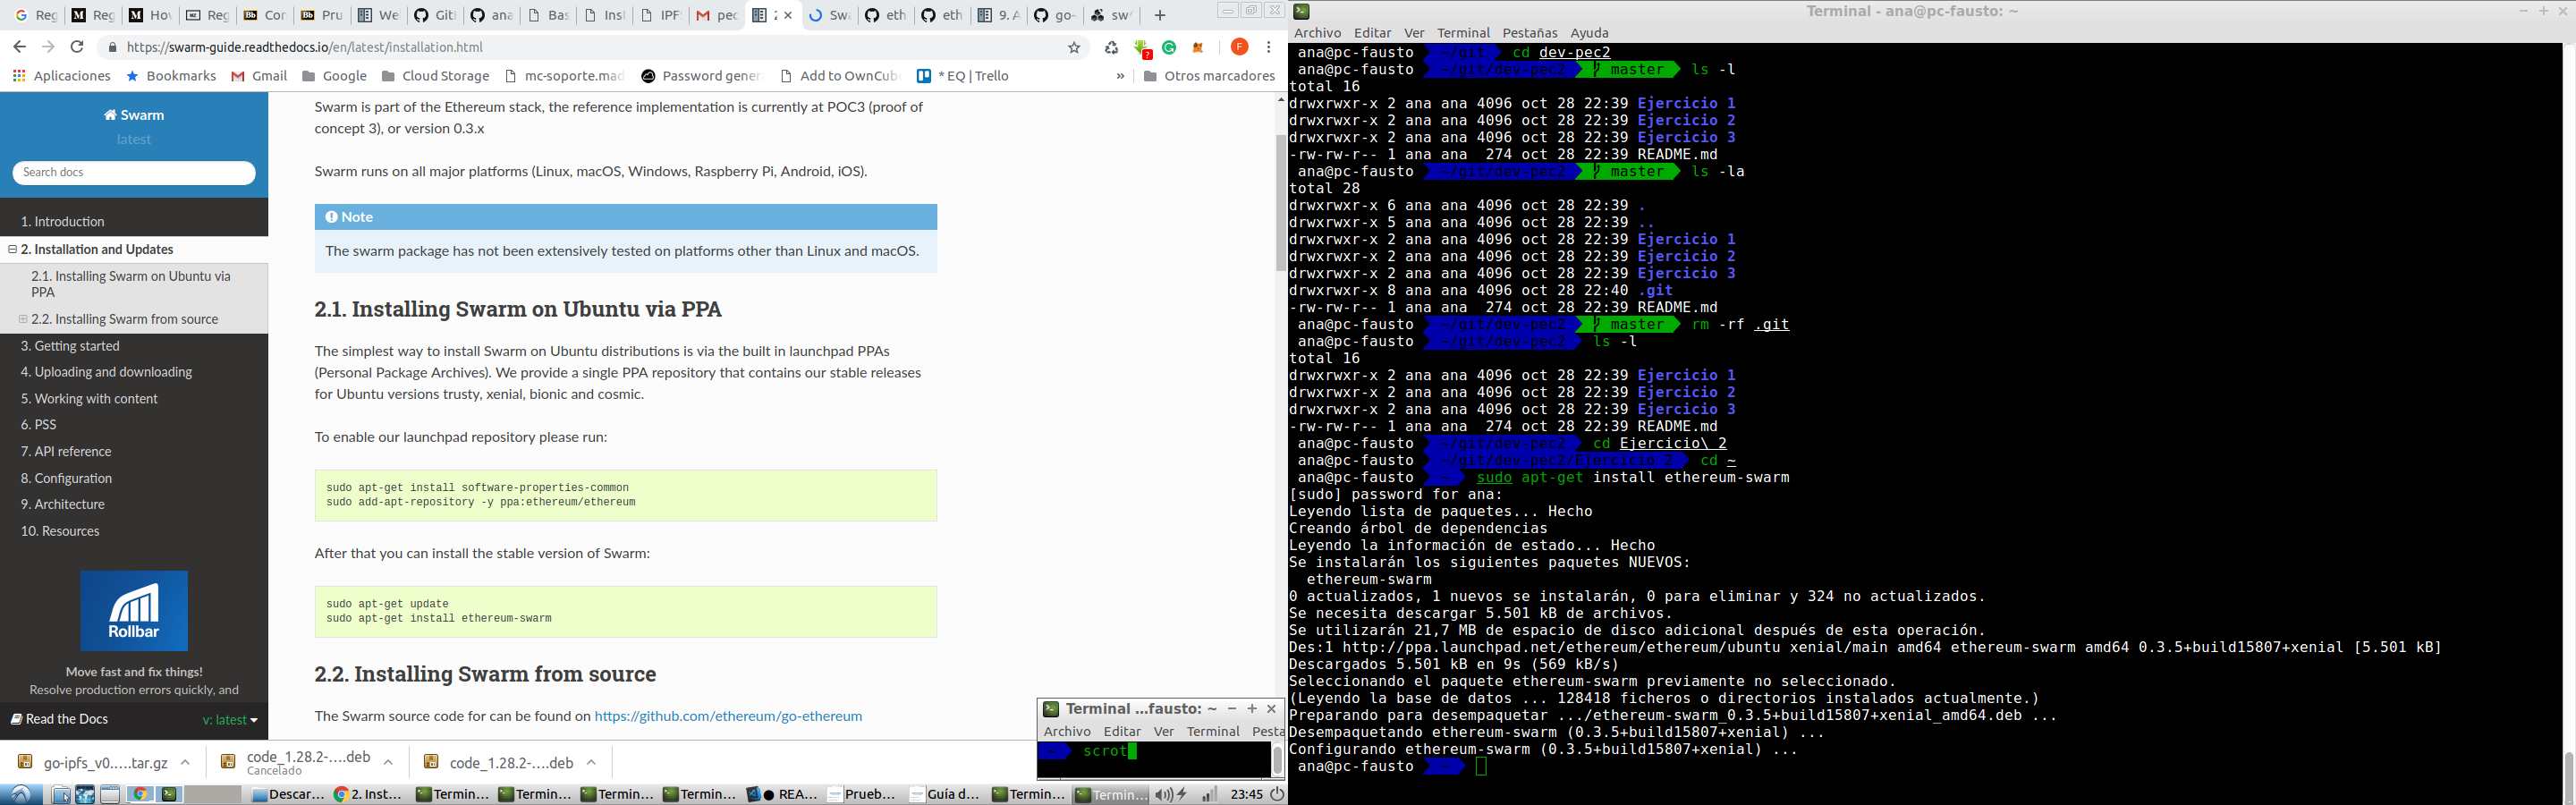 Reg
Reg
Hov
Reg
Cor
Pru
We
Git
ana
Bas
Inst
IPF
pec
2
Swa
eth
eth
9. A
go-
sw
https://swarm-guide.readthedocs.io/en/latest/installation.html
F
Aplicaciones
Bookmarks
Gmail
Google
Cloud Storage
mc-soporte.mad
Password gener
Add to OwnCub
* EQ | Trello
»
Otros marcadores
Swarm
latest
Search docs
1. Introduction
2. Installation and Updates
2.1. Installing Swarm on Ubuntu via
PPA
2.2. Installing Swarm from source
3. Getting started
4. Uploading and downloading
5. Working with content
6. PSS
7. API reference
8. Configuration
9. Architecture
10. Resources
Rollbar
Move fast and fix things!
Resolve production errors quickly, and
Read the Docs
v: latest
Swarm is part of the Ethereum stack, the reference implementation is currently at POC3 (proof of
concept 3), or version 0.3.x
Swarm runs on all major platforms (Linux, macOS, Windows, Raspberry Pi, Android, iOS).
Note
The swarm package has not been extensively tested on platforms other than Linux and macOS.
2.1. Installing Swarm on Ubuntu via PPA
The simplest way to install Swarm on Ubuntu distributions is via the built in launchpad PPAs
(Personal Package Archives). We provide a single PPA repository that contains our stable releases
for Ubuntu versions trusty, xenial, bionic and cosmic.
To enable our launchpad repository please run:
sudo apt-get install software-properties-common
sudo add-apt-repository -y ppa:ethereum/ethereum
After that you can install the stable version of Swarm:
sudo apt-get update
sudo apt-get install ethereum-swarm
2.2. Installing Swarm from source
The Swarm source code for can be found on https://github.com/ethereum/go-ethereum
go-ipfs_v0.....tar.gz
code_1.28.2-....deb
Cancelado
code_1.28.2-....deb
Terminal ...fausto: ~
Archivo Editar Ver Terminal Pesta
~ scrot
Descar...
2. Inst...
Termin...
Termin...
Termin...
Termin...
● REA...
Prueb...
Guía d...
Termin...
Termin...
23:45
Terminal - ana@pc-fausto: ~
Archivo Editar Ver Terminal Pestañas Ayuda
ana@pc-fausto ~/git cd dev-pec2
ana@pc-fausto ~/git/dev-pec2 master ls -l
total 16
drwxrwxr-x 2 ana ana 4096 oct 28 22:39 Ejercicio 1
drwxrwxr-x 2 ana ana 4096 oct 28 22:39 Ejercicio 2
drwxrwxr-x 2 ana ana 4096 oct 28 22:39 Ejercicio 3
-rw-rw-r-- 1 ana ana  274 oct 28 22:39 README.md
ana@pc-fausto ~/git/dev-pec2 master ls -la
total 28
drwxrwxr-x 6 ana ana 4096 oct 28 22:39 .
drwxrwxr-x 5 ana ana 4096 oct 28 22:39 ..
drwxrwxr-x 2 ana ana 4096 oct 28 22:39 Ejercicio 1
drwxrwxr-x 2 ana ana 4096 oct 28 22:39 Ejercicio 2
drwxrwxr-x 2 ana ana 4096 oct 28 22:39 Ejercicio 3
drwxrwxr-x 8 ana ana 4096 oct 28 22:40 .git
-rw-rw-r-- 1 ana ana  274 oct 28 22:39 README.md
ana@pc-fausto ~/git/dev-pec2 master rm -rf .git
ana@pc-fausto ~/git/dev-pec2 ls -l
total 16
drwxrwxr-x 2 ana ana 4096 oct 28 22:39 Ejercicio 1
drwxrwxr-x 2 ana ana 4096 oct 28 22:39 Ejercicio 2
drwxrwxr-x 2 ana ana 4096 oct 28 22:39 Ejercicio 3
-rw-rw-r-- 1 ana ana  274 oct 28 22:39 README.md
ana@pc-fausto ~/git/dev-pec2 cd Ejercicio\ 2
ana@pc-fausto ~/git/dev-pec2/Ejercicio 2 cd ~
ana@pc-fausto ~ sudo apt-get install ethereum-swarm
[sudo] password for ana:
Leyendo lista de paquetes... Hecho
Creando árbol de dependencias
Leyendo la información de estado... Hecho
Se instalarán los siguientes paquetes NUEVOS:
ethereum-swarm
0 actualizados, 1 nuevos se instalarán, 0 para eliminar y 324 no actualizados.
Se necesita descargar 5.501 kB de archivos.
Se utilizarán 21,7 MB de espacio de disco adicional después de esta operación.
Des:1 http://ppa.launchpad.net/ethereum/ethereum/ubuntu xenial/main amd64 ethereum-swarm amd64 0.3.5+build15807+xenial [5.501 kB]
Descargados 5.501 kB en 9s (569 kB/s)
Seleccionando el paquete ethereum-swarm previamente no seleccionado.
(Leyendo la base de datos ... 128418 ficheros o directorios instalados actualmente.)
Preparando para desempaquetar .../ethereum-swarm_0.3.5+build15807+xenial_amd64.deb ...
Desempaquetando ethereum-swarm (0.3.5+build15807+xenial) ...
Configurando ethereum-swarm (0.3.5+build15807+xenial) ...
ana@pc-fausto ~